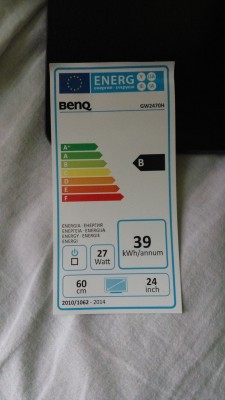 ENERG
BenQ
GW2470H
A+
A
B
C
D
E
F
B
ENERGIA · ЕНЕРГИЯ
ΕΝΕΡΓΕΙΑ · ENERGIJA
ENERGY · ENERGIE
ENERGI
27
Watt
39
kWh/annum
60
cm
24
inch
2010/1062 - 2014